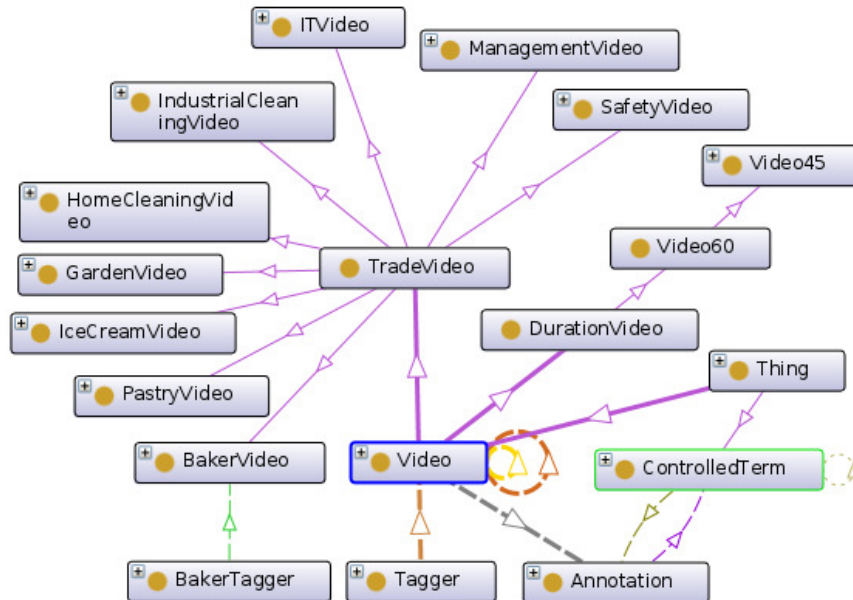 ITVideo
ManagementVideo
IndustrialClean
ingVideo
SafetyVideo
Video45
HomeCleaningVid
eo
Video60
TradeVideo
GardenVideo
IceCreamVideo
DurationVideo
Thing
PastryVideo
BakerVideo
Video
ControlledTerm
BakerTagger
Tagger
Annotation